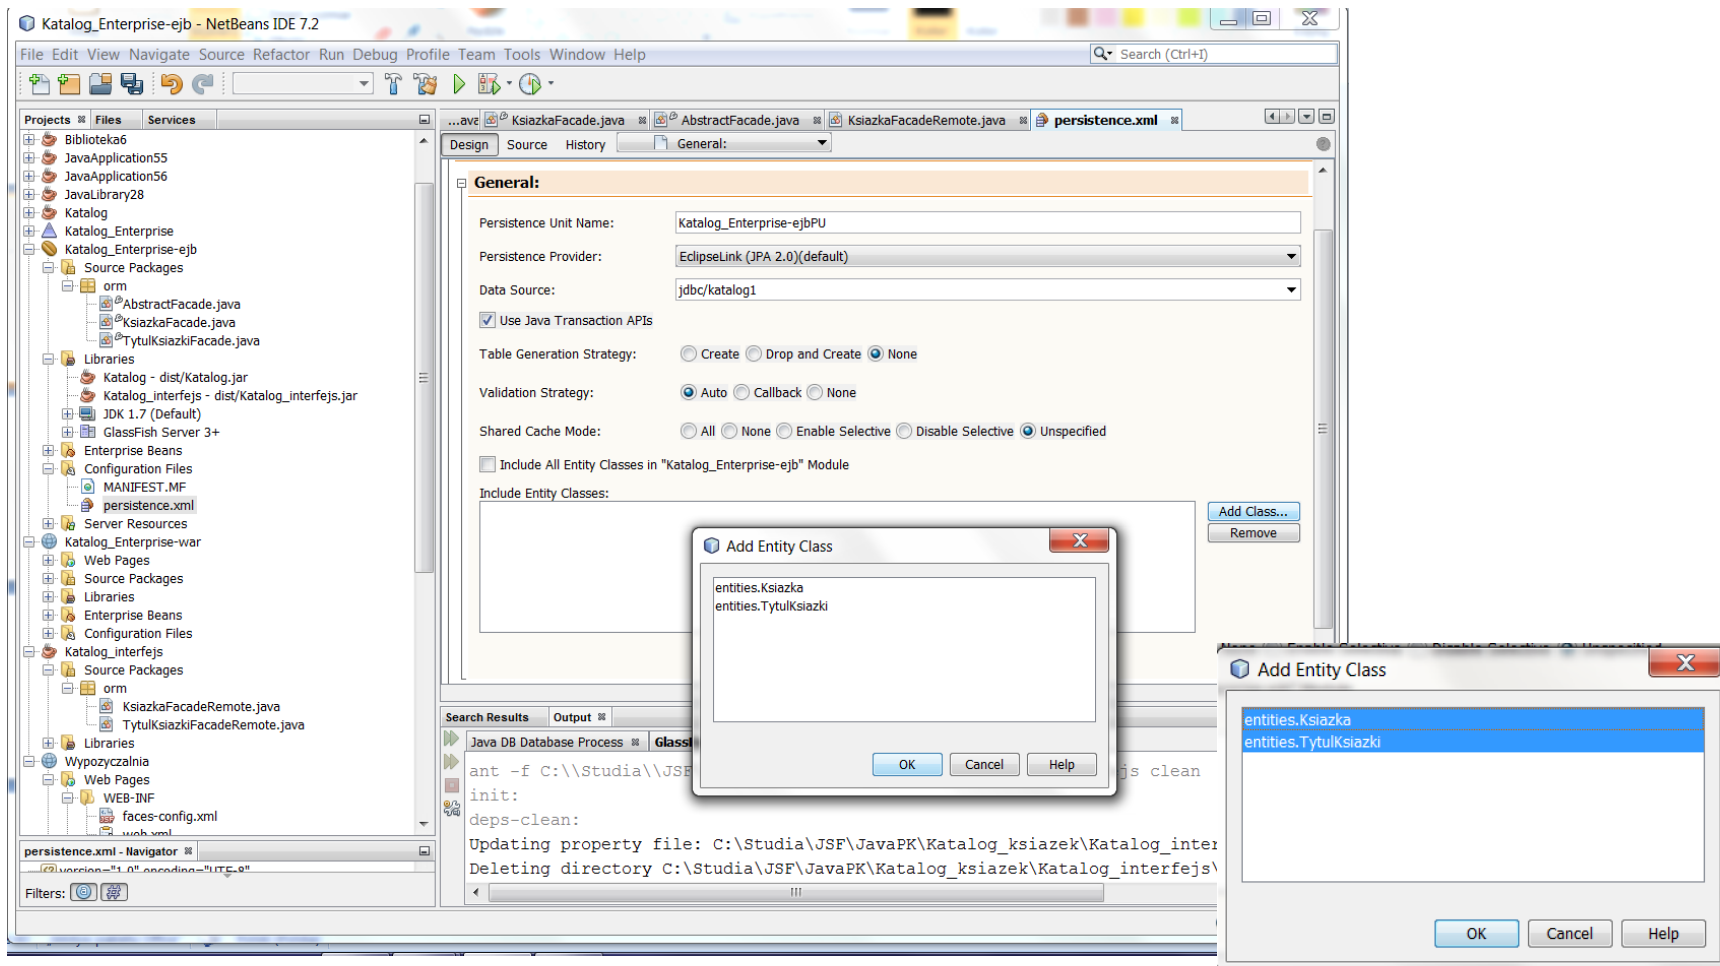 Katalog_Enterprise-ejb - NetBeans IDE 7.2
File Edit View Navigate Source Refactor Run Debug Profile Team Tools Window Help
Search (Ctrl+I)
Projects Files Services
Biblioteka6
JavaApplication55
JavaApplication56
JavaLibrary28
Katalog
Katalog_Enterprise
Katalog_Enterprise-ejb
Source Packages
orm
AbstractFacade.java
KsiazkaFacade.java
TytulKsiazkiFacade.java
Libraries
Katalog - dist/Katalog.jar
Katalog_interfejs - dist/Katalog_interfejs.jar
JDK 1.7 (Default)
GlassFish Server 3+
Enterprise Beans
Configuration Files
MANIFEST.MF
persistence.xml
Server Resources
Katalog_Enterprise-war
Web Pages
Source Packages
Libraries
Enterprise Beans
Configuration Files
Katalog_interfejs
Source Packages
orm
KsiazkaFacadeRemote.java
TytulKsiazkiFacadeRemote.java
Libraries
Wypozyczalnia
Web Pages
WEB-INF
faces-config.xml
web.xml
persistence.xml - Navigator
version="1.0" encoding="UTF-8"
Filters:
...ava KsiazkaFacade.java AbstractFacade.java KsiazkaFacadeRemote.java persistence.xml
Design Source History General:
General:
Persistence Unit Name: Katalog_Enterprise-ejbPU
Persistence Provider: EclipseLink (JPA 2.0)(default)
Data Source: jdbc/katalog1
Use Java Transaction APIs
Table Generation Strategy: Create Drop and Create None
Validation Strategy: Auto Callback None
Shared Cache Mode: All None Enable Selective Disable Selective Unspecified
Include All Entity Classes in "Katalog_Enterprise-ejb" Module
Include Entity Classes:
Add Class...
Remove
Add Entity Class
entities.Ksiazka
entities.TytulKsiazki
OK Cancel Help
Search Results Output
Java DB Database Process
ant -f C:\\Studia\\JSF js clean
init:
deps-clean:
Updating property file: C:\Studia\JSF\JavaPK\Katalog_ksiazek\Katalog_inter
Deleting directory C:\Studia\JSF\JavaPK\Katalog_ksiazek\Katalog_interfejs\
Add Entity Class
entities.Ksiazka
entities.TytulKsiazki
OK Cancel Help